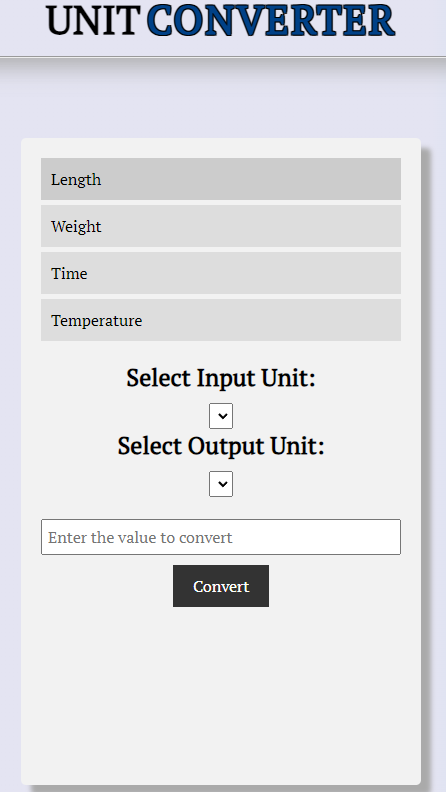 UNIT CONVERTER
Length
Weight
Time
Temperature
Select Input Unit:
Select Output Unit:
Enter the value to convert
Convert